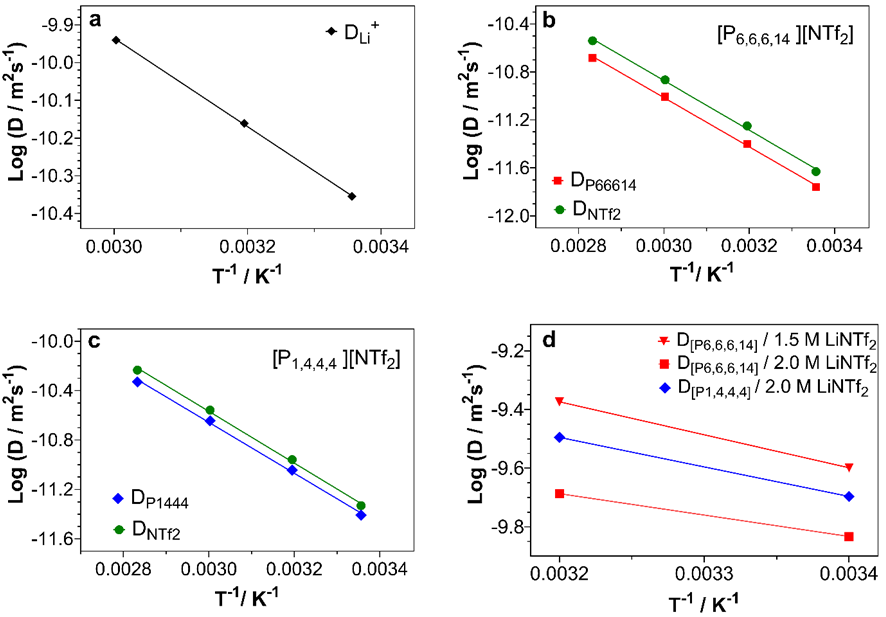 a
D Li +
Log (D / m²s⁻¹)
-9.9
-10.0
-10.1
-10.2
-10.3
-10.4
0.0030 0.0032 0.0034
T⁻¹ / K⁻¹
b
[P6,6,6,14 ][NTf2]
Log (D / m²s⁻¹)
-10.4
-10.8
-11.2
-11.6
-12.0
DP66614
DNTf2
0.0028 0.0030 0.0032 0.0034
T⁻¹ / K⁻¹
c
[P1,4,4,4 ][NTf2]
Log (D / m²s⁻¹)
-10.0
-10.4
-10.8
-11.2
-11.6
DP1444
DNTf2
0.0028 0.0030 0.0032 0.0034
T⁻¹/ K⁻¹
d
D[P6,6,6,14] / 1.5 M LiNTf2
D[P6,6,6,14] / 2.0 M LiNTf2
D[P1,4,4,4] / 2.0 M LiNTf2
Log (D / m²s⁻¹)
-9.2
-9.4
-9.6
-9.8
0.0032 0.0033 0.0034
T⁻¹ / K⁻¹